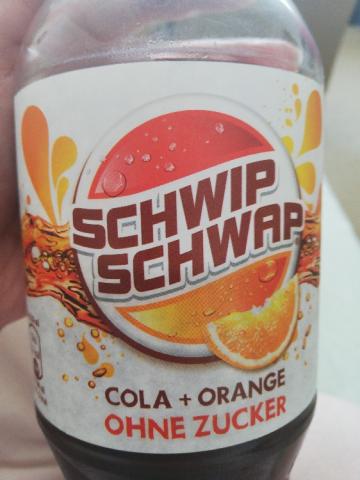 SCHWIP
SCHWAP
COLA + ORANGE
OHNE ZUCKER